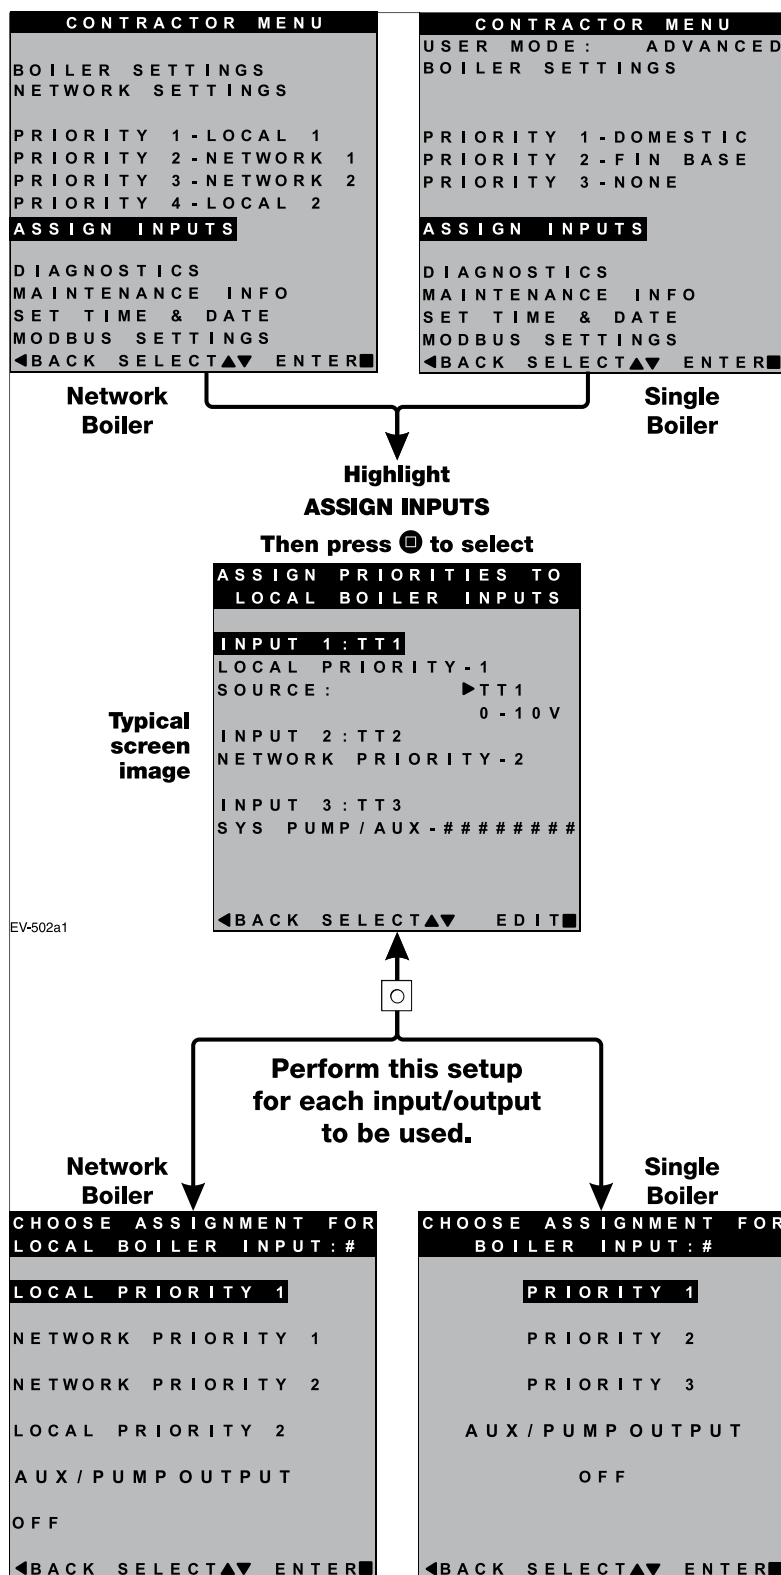 CONTRACTOR MENU
BOILER SETTINGS
NETWORK SETTINGS
PRIORITY 1-LOCAL 1
PRIORITY 2-NETWORK 1
PRIORITY 3-NETWORK 2
PRIORITY 4-LOCAL 2
ASSIGN INPUTS
DIAGNOSTICS
MAINTENANCE INFO
SET TIME & DATE
MODBUS SETTINGS
◀BACK SELECT▲▼ ENTER■
Network
Boiler
CONTRACTOR MENU
USER MODE: ADVANCED
BOILER SETTINGS
PRIORITY 1-DOMESTIC
PRIORITY 2-FIN BASE
PRIORITY 3-NONE
ASSIGN INPUTS
DIAGNOSTICS
MAINTENANCE INFO
SET TIME & DATE
MODBUS SETTINGS
◀BACK SELECT▲▼ ENTER■
Single
Boiler
Highlight
ASSIGN INPUTS
Then press to select
ASSIGN PRIORITIES TO
LOCAL BOILER INPUTS
INPUT 1:TT1
LOCAL PRIORITY-1
SOURCE: ▶TT1
0-10V
INPUT 2:TT2
NETWORK PRIORITY-2
INPUT 3:TT3
SYS PUMP/AUX-########
◀BACK SELECT▲▼ EDIT■
Typical
screen
image
EV-502a1
Perform this setup
for each input/output
to be used.
Network
Boiler
CHOOSE ASSIGNMENT FOR
LOCAL BOILER INPUT:#
LOCAL PRIORITY 1
NETWORK PRIORITY 1
NETWORK PRIORITY 2
LOCAL PRIORITY 2
AUX/PUMP OUTPUT
OFF
◀BACK SELECT▲▼ ENTER■
Single
Boiler
CHOOSE ASSIGNMENT FOR
BOILER INPUT:#
PRIORITY 1
PRIORITY 2
PRIORITY 3
AUX/PUMP OUTPUT
OFF
◀BACK SELECT▲▼ ENTER■